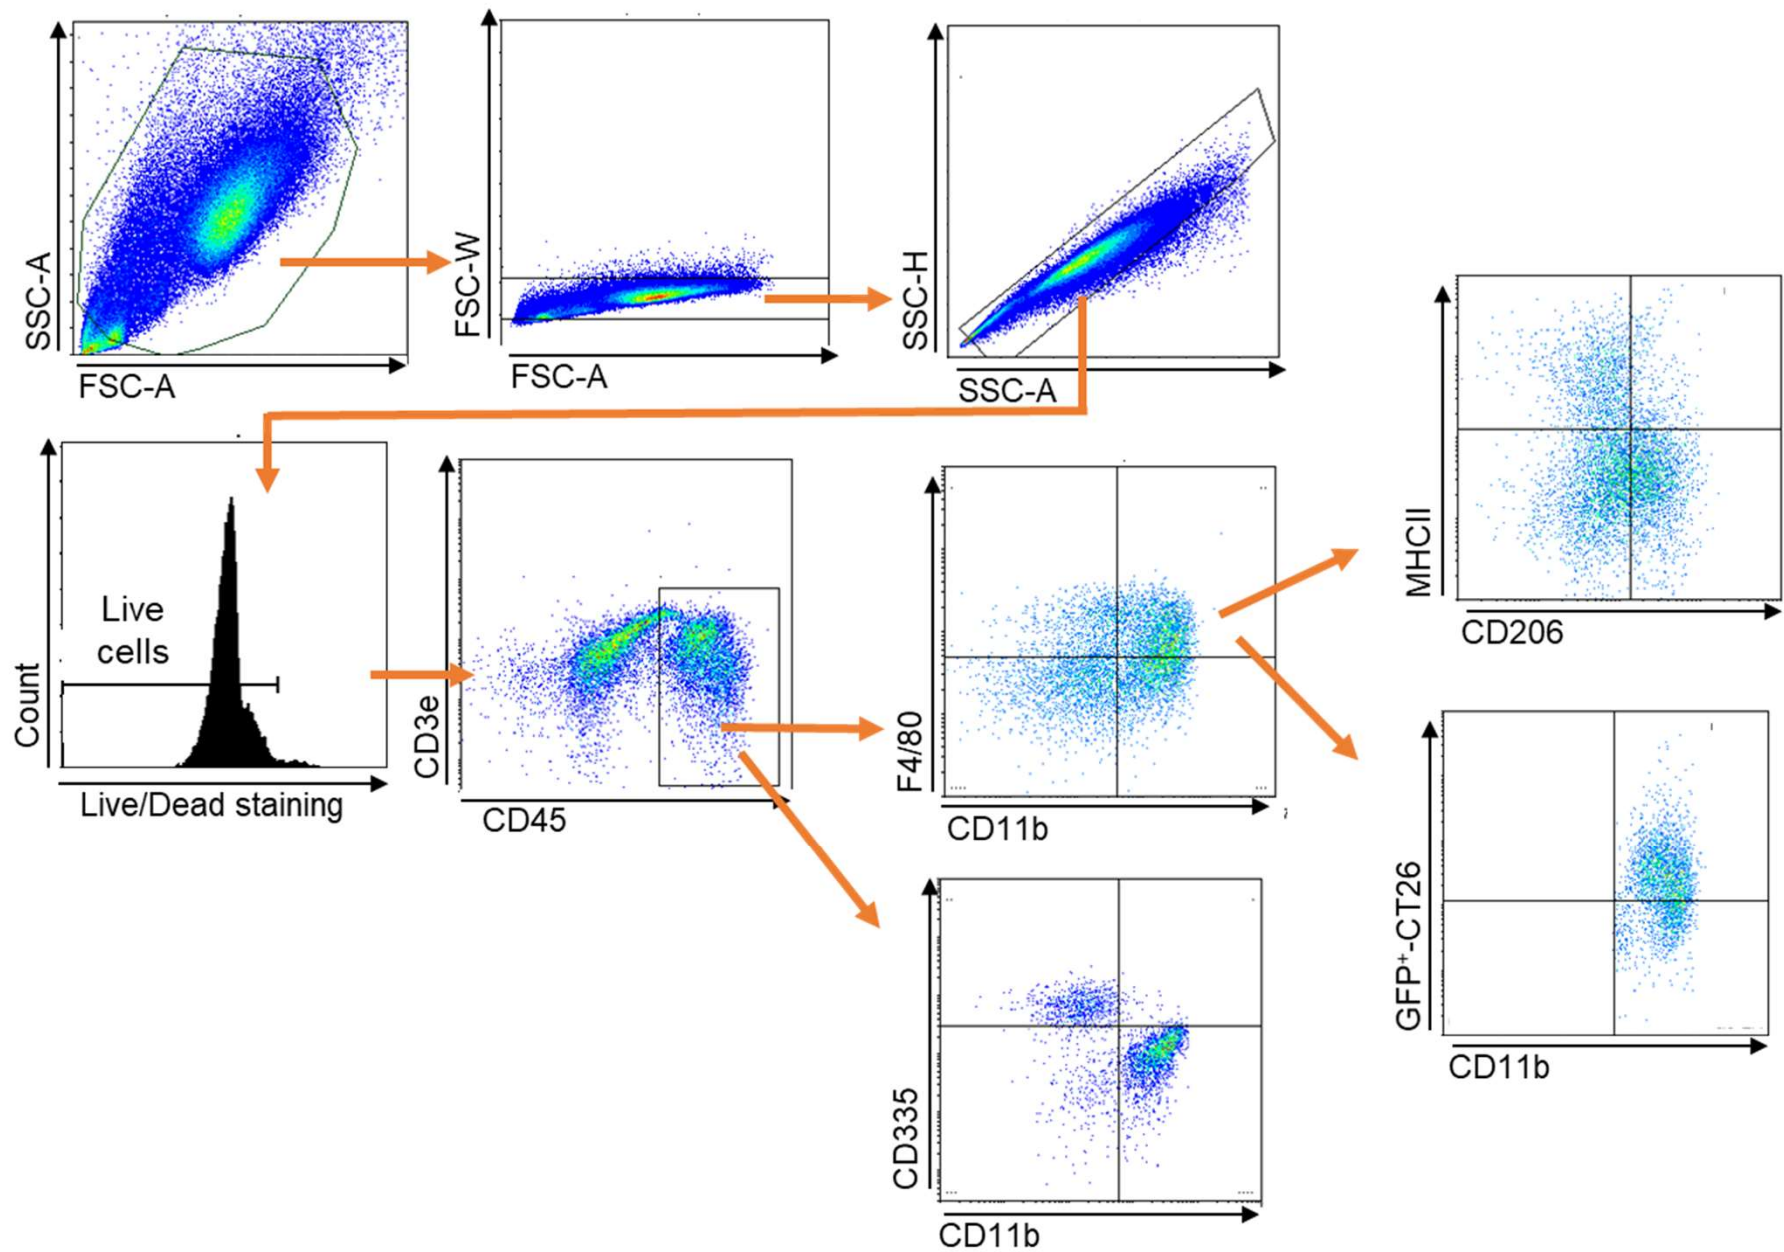 SSC-A
FSC-A
FSC-W
FSC-A
SSC-H
SSC-A
Count
Live
cells
Live/Dead staining
CD3e
CD45
F4/80
CD11b
MHCII
CD206
CD335
CD11b
GFP⁺-CT26
CD11b